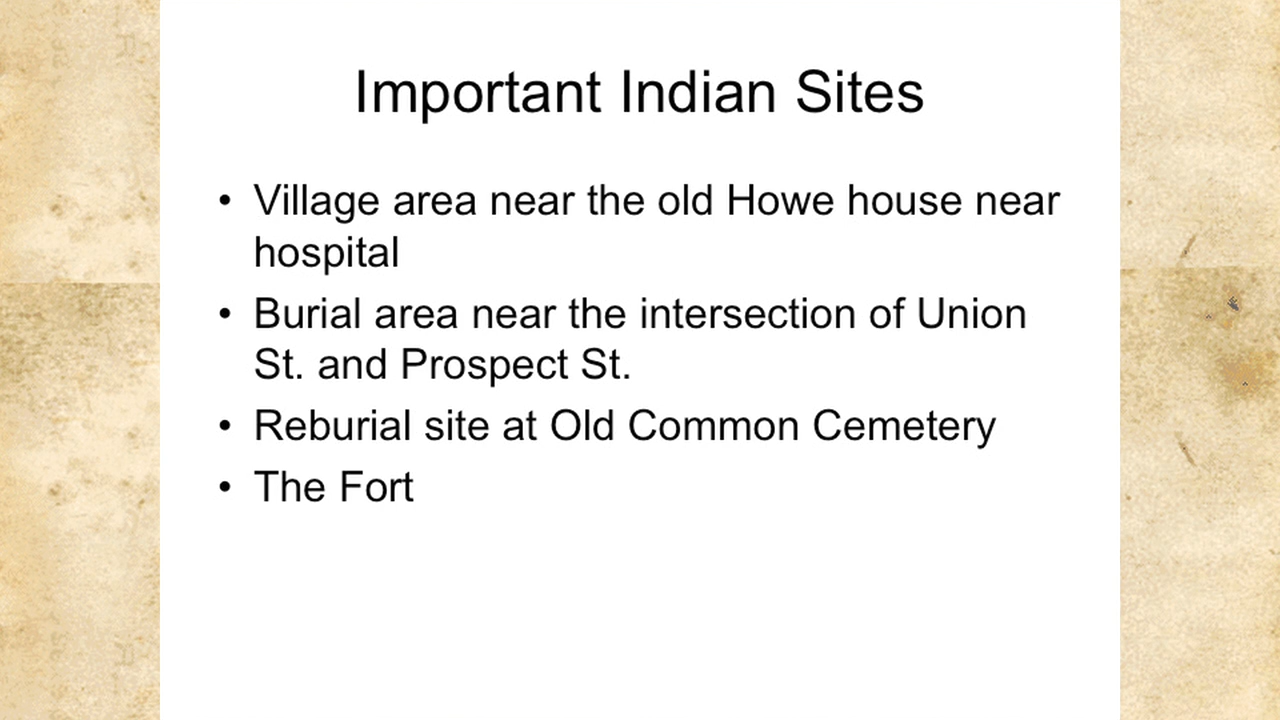 Important Indian Sites
• Village area near the old Howe house near
hospital
• Burial area near the intersection of Union
St. and Prospect St.
• Reburial site at Old Common Cemetery
• The Fort